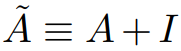 Ã ≡ A + I